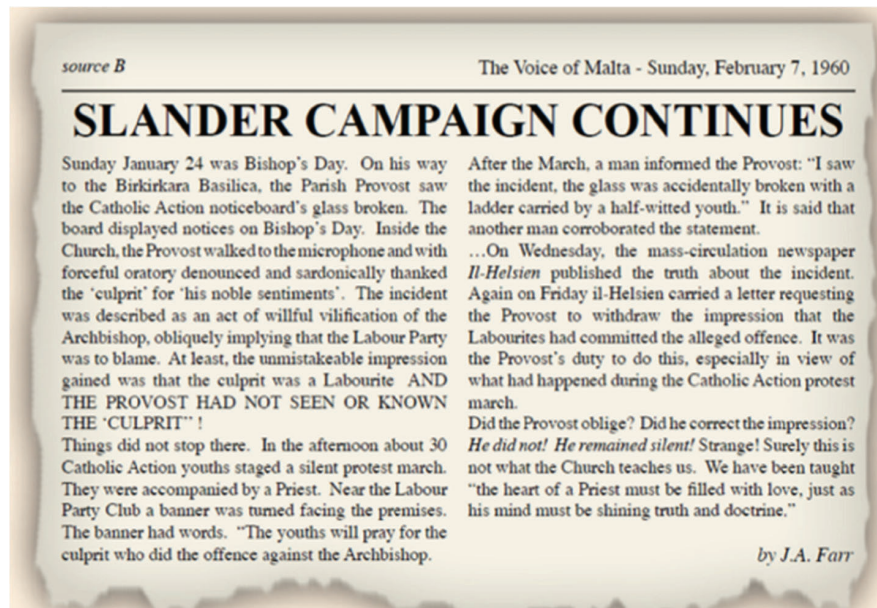 source B
The Voice of Malta - Sunday, February 7, 1960
SLANDER CAMPAIGN CONTINUES
Sunday January 24 was Bishop's Day. On his way
to the Birkirkara Basilica, the Parish Provost saw
the Catholic Action noticeboard's glass broken. The
board displayed notices on Bishop's Day. Inside the
Church, the Provost walked to the microphone and with
forceful oratory denounced and sardonically thanked
the 'culprit' for 'his noble sentiments'. The incident
was described as an act of willful vilification of the
Archbishop, obliquely implying that the Labour Party
was to blame. At least, the unmistakeable impression
gained was that the culprit was a Labourite AND
THE PROVOST HAD NOT SEEN OR KNOWN
THE 'CULPRIT'' !
Things did not stop there. In the afternoon about 30
Catholic Action youths staged a silent protest march.
They were accompanied by a Priest. Near the Labour
Party Club a banner was turned facing the premises.
The banner had words. "The youths will pray for the
culprit who did the offence against the Archbishop.
After the March, a man informed the Provost: "I saw
the incident, the glass was accidentally broken with a
ladder carried by a half-witted youth." It is said that
another man corroborated the statement.
…On Wednesday, the mass-circulation newspaper
Il-Helsien published the truth about the incident.
Again on Friday il-Helsien carried a letter requesting
the Provost to withdraw the impression that the
Labourites had committed the alleged offence. It was
the Provost's duty to do this, especially in view of
what had happened during the Catholic Action protest
march.
Did the Provost oblige? Did he correct the impression?
He did not! He remained silent! Strange! Surely this is
not what the Church teaches us. We have been taught
"the heart of a Priest must be filled with love, just as
his mind must be shining truth and doctrine."
by J.A. Farr